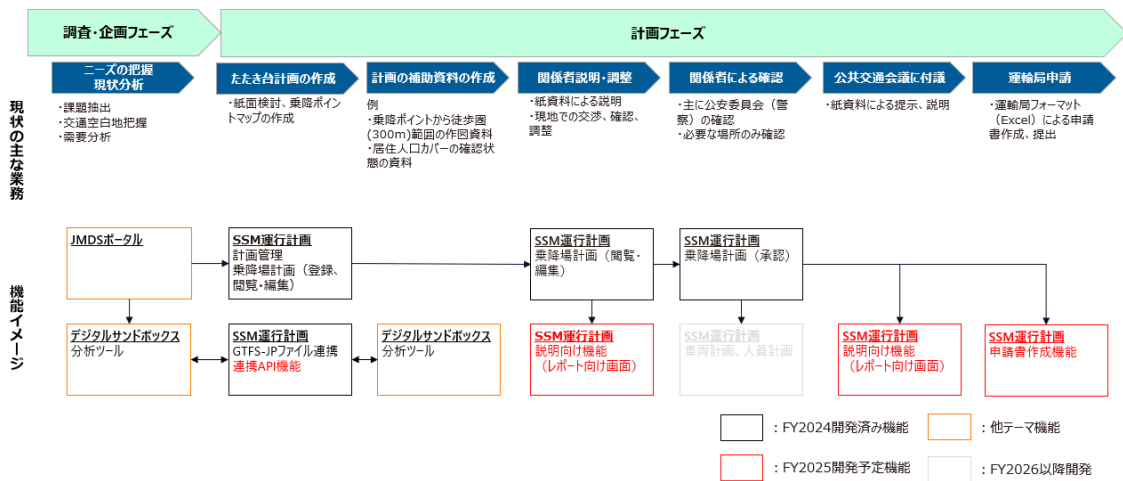 調査・企画フェーズ
計画フェーズ
ニーズの把握
現状分析
たたき台計画の作成
計画の補助資料の作成
関係者説明・調整
関係者による確認
公共交通会議に付議
運輸局申請
現状の主な業務
・課題抽出
・交通空白地把握
・需要分析
・紙面検討、乗降ポイン
トマップの作成
例
・乗降ポイントから徒歩圏
(300m)範囲の作図資料
・居住人口カバーの確認状
態の資料
・紙資料による説明
・現地での交渉、確認、
調整
・主に公安委員会（警
察）の確認
・必要な場所のみ確認
・紙資料による提示、説明
・運輸局フォーマット
（Excel）による申請
書作成、提出
機能イメージ
JMDSポータル
SSM運行計画
計画管理
乗降場計画（登録、
閲覧・編集）
SSM運行計画
乗降場計画（閲覧・
編集）
SSM運行計画
乗降場計画（承認）
デジタルサンドボックス
分析ツール
SSM運行計画
GTFS-JPファイル連携
連携API機能
デジタルサンドボックス
分析ツール
SSM運行計画
説明向け機能
（レポート向け画面）
SSM運行計画
車両計画、人員計画
SSM運行計画
説明向け機能
（レポート向け画面）
SSM運行計画
申請書作成機能
：FY2024開発済み機能
：他テーマ機能
：FY2025開発予定機能
：FY2026以降開発